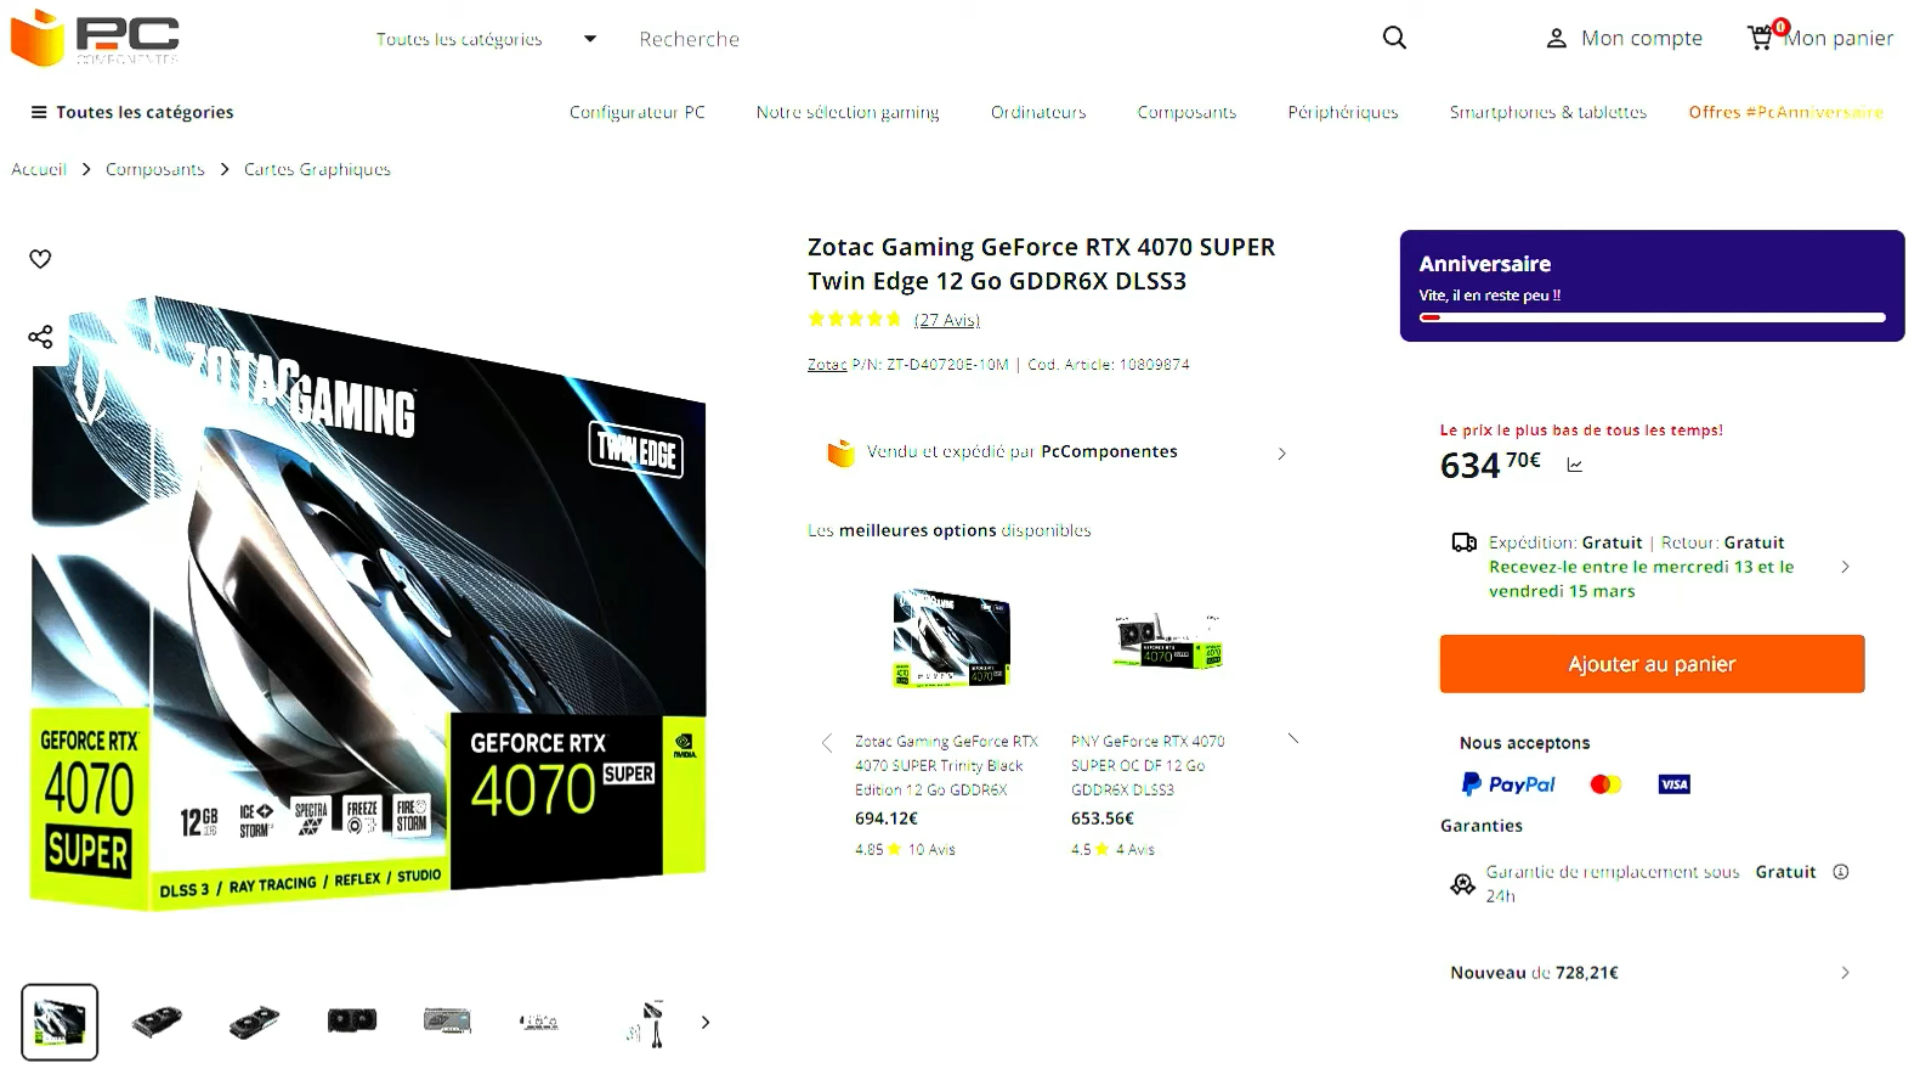 PC
COMPONENTES
Toutes les catégories
Recherche
Mon compte
0
Mon panier
Toutes les catégories
Configurateur PC
Notre sélection gaming
Ordinateurs
Composants
Périphériques
Smartphones & tablettes
Offres #PcAnniversaire
Accueil
Composants
Cartes Graphiques
ZOTAC GAMING
TWIN EDGE
GEFORCE RTX
4070
SUPER
12GB
ICE STORM
SPECTRA
FREEZE
FIRE STORM
DLSS 3 / RAY TRACING / REFLEX / STUDIO
GEFORCE RTX
4070 SUPER
NVIDIA.
Zotac Gaming GeForce RTX 4070 SUPER
Twin Edge 12 Go GDDR6X DLSS3
(27 Avis)
Zotac P/N: ZT-D40720E-10M | Cod. Article: 10809874
Vendu et expédié par PcComponentes
Les meilleures options disponibles
Zotac Gaming GeForce RTX
4070 SUPER Trinity Black
Edition 12 Go GDDR6X
694.12€
4.85 10 Avis
PNY GeForce RTX 4070
SUPER OC DF 12 Go
GDDR6X DLSS3
653.56€
4.5 4 Avis
Anniversaire
Vite, il en reste peu !!
Le prix le plus bas de tous les temps!
634 70€
Expédition: Gratuit | Retour: Gratuit
Recevez-le entre le mercredi 13 et le
vendredi 15 mars
Ajouter au panier
Nous acceptons
PayPal
VISA
Garanties
Garantie de remplacement sous
24h
Gratuit
Nouveau de 728,21€